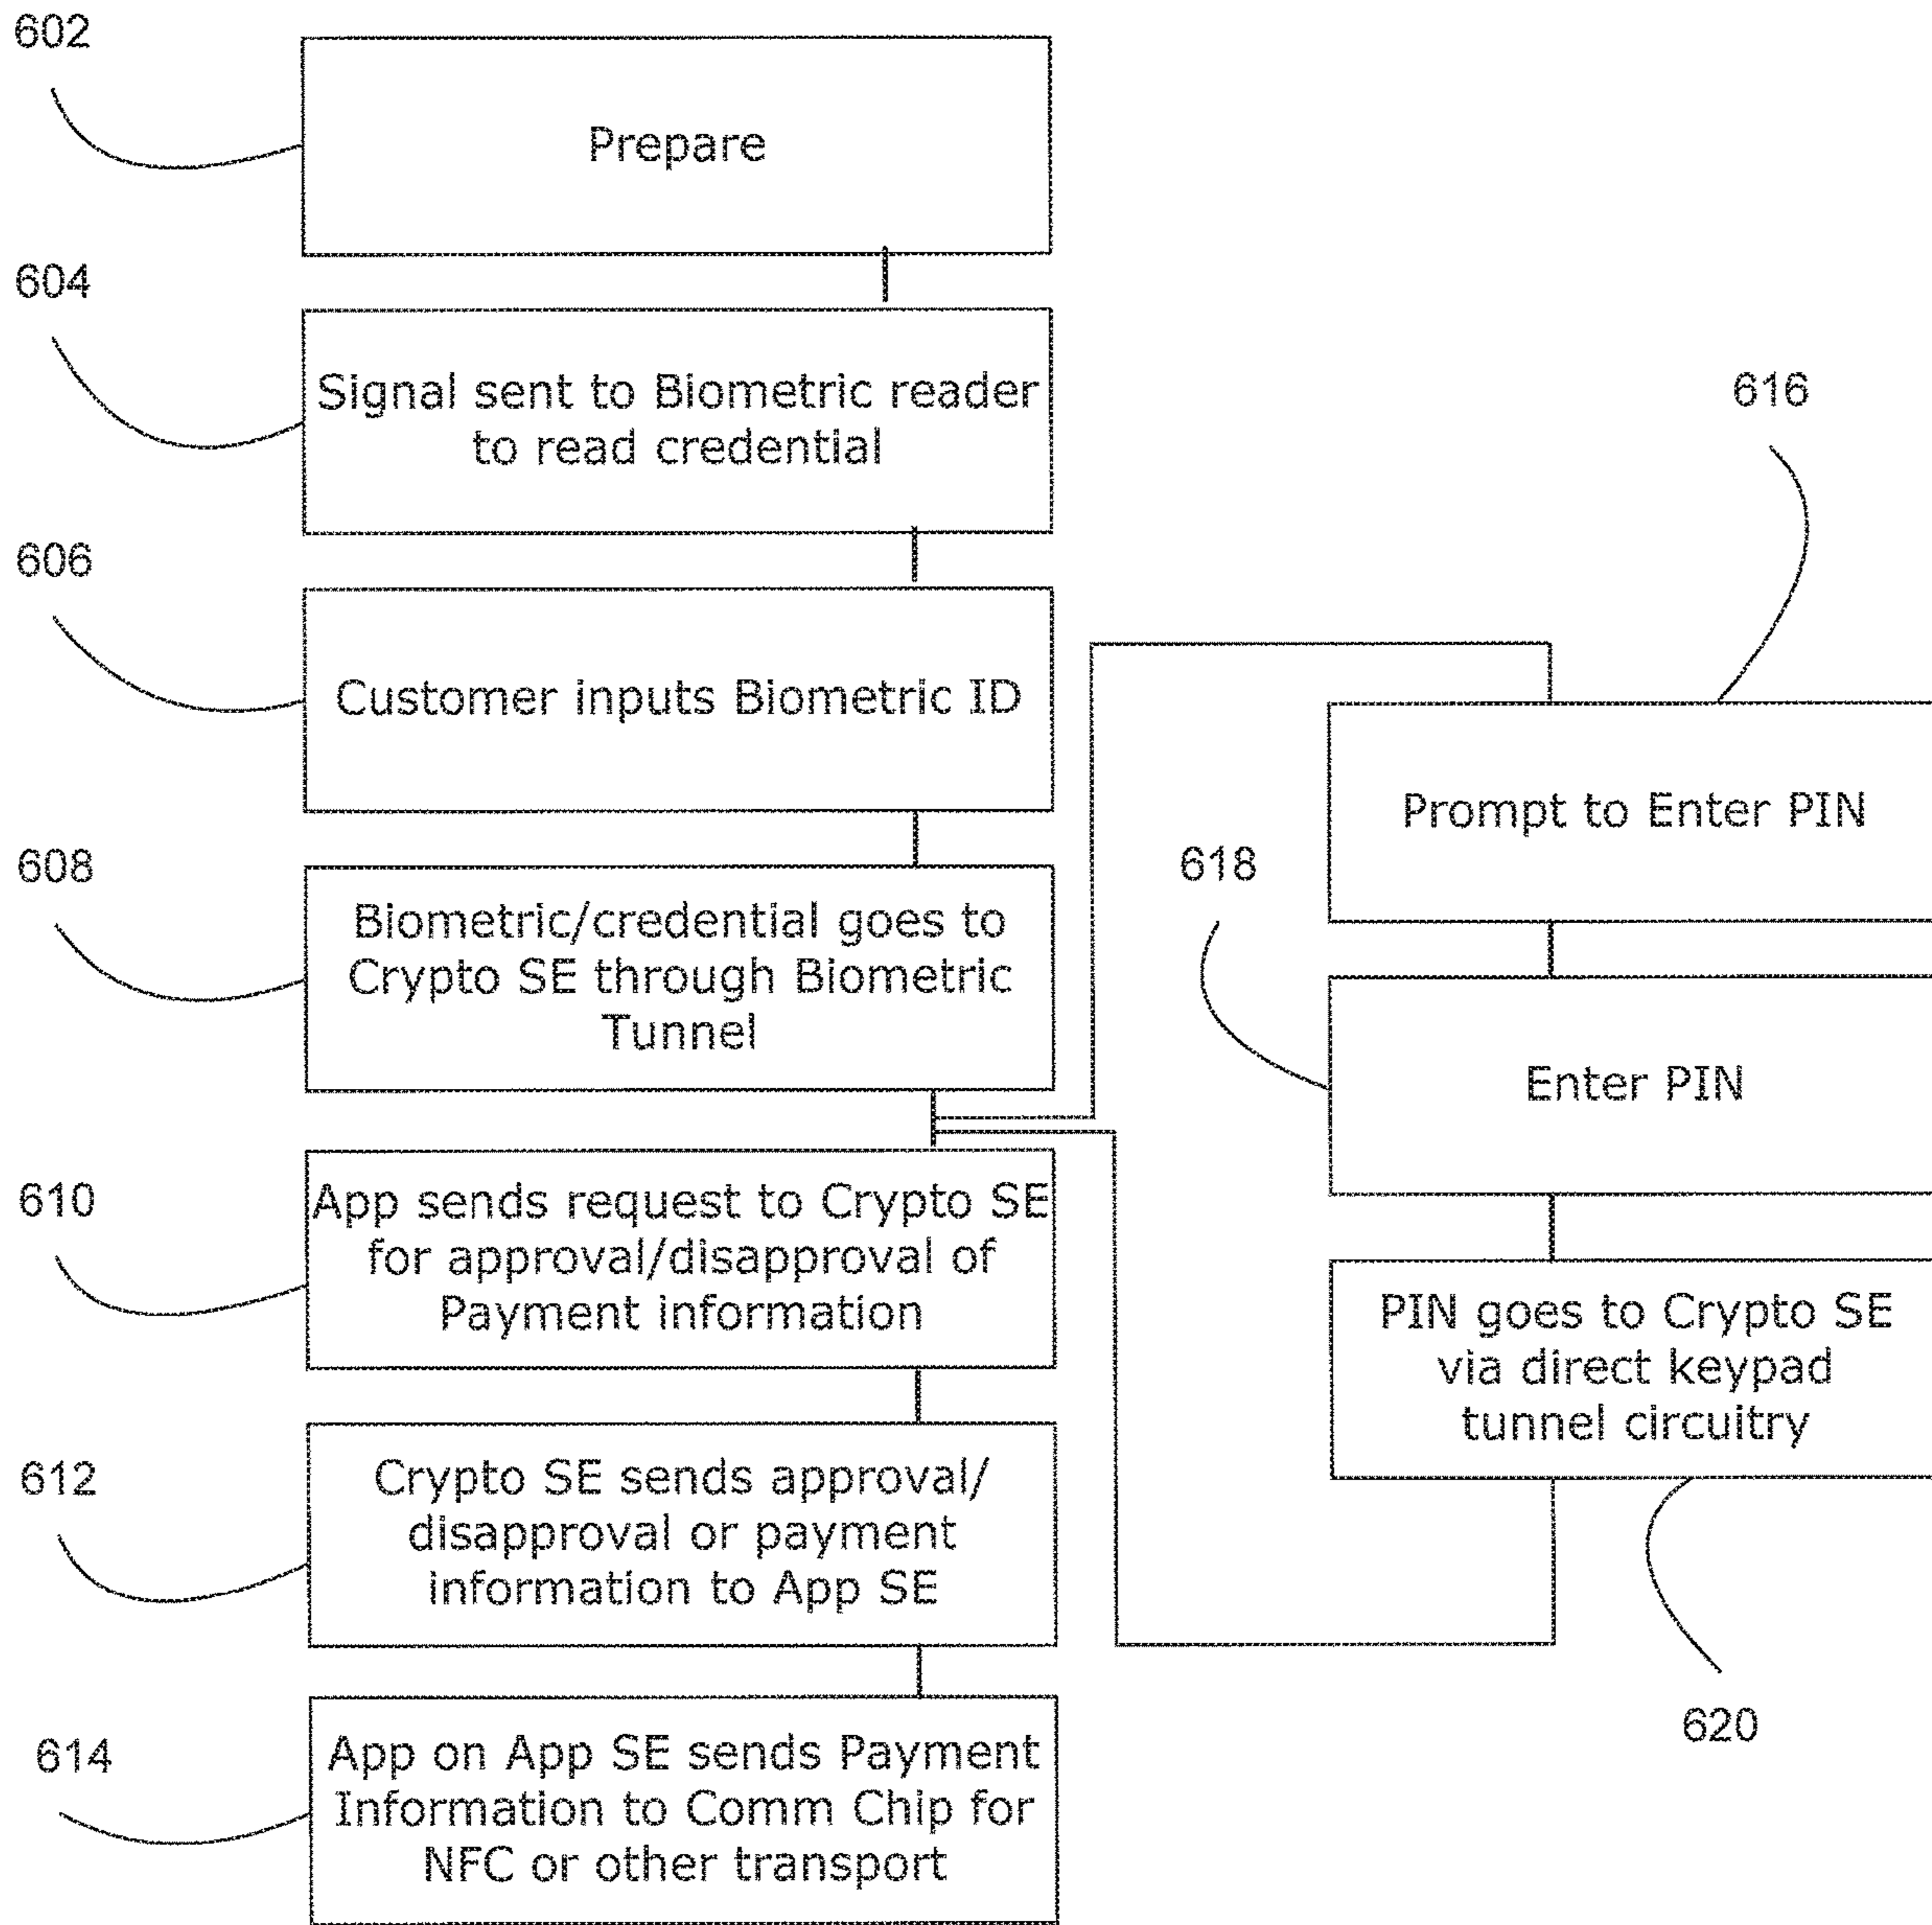 602
Prepare
604
Signal sent to Biometric reader
to read credential
606
Customer inputs Biometric ID
608
Biometric/credential goes to
Crypto SE through Biometric
Tunnel
610
App sends request to Crypto SE
for approval/disapproval of
Payment information
612
Crypto SE sends approval/
disapproval or payment
information to App SE
614
App on App SE sends Payment
Information to Comm Chip for
NFC or other transport
616
Prompt to Enter PIN
618
Enter PIN
PIN goes to Crypto SE
via direct keypad
tunnel circuitry
620